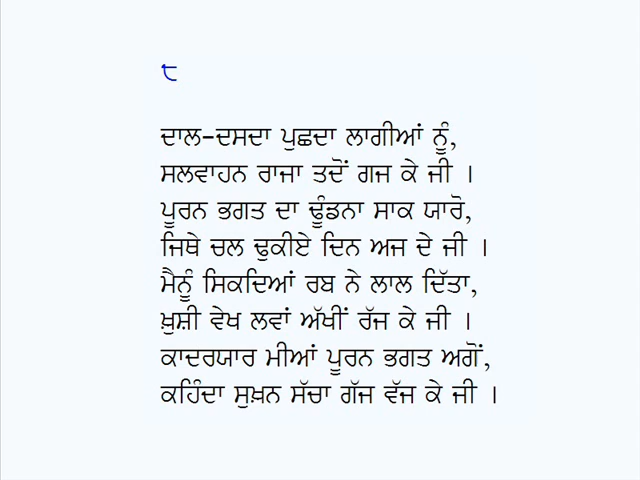 ੮
ਦਾਲ-ਦਸਦਾ ਪੁਛਦਾ ਲਾਗੀਆਂ ਨੂੰ,
ਸਲਵਾਹਨ ਰਾਜਾ ਤਦੋਂ ਗਜ ਕੇ ਜੀ ।
ਪੂਰਨ ਭਗਤ ਦਾ ਢੂੰਡਨਾ ਸਾਕ ਯਾਰੋ,
ਜਿਥੇ ਚਲ ਢੁਕੀਏ ਦਿਨ ਅਜ ਦੇ ਜੀ ।
ਮੈਨੂੰ ਸਿਕਦਿਆਂ ਰਬ ਨੇ ਲਾਲ ਦਿੱਤਾ,
ਖ਼ੁਸ਼ੀ ਵੇਖ ਲਵਾਂ ਅੱਖੀਂ ਰੱਜ ਕੇ ਜੀ ।
ਕਾਦਰਯਾਰ ਮੀਆਂ ਪੂਰਨ ਭਗਤ ਅਗੋਂ,
ਕਹਿੰਦਾ ਸੁਖ਼ਨ ਸੱਚਾ ਗੱਜ ਵੱਜ ਕੇ ਜੀ ।